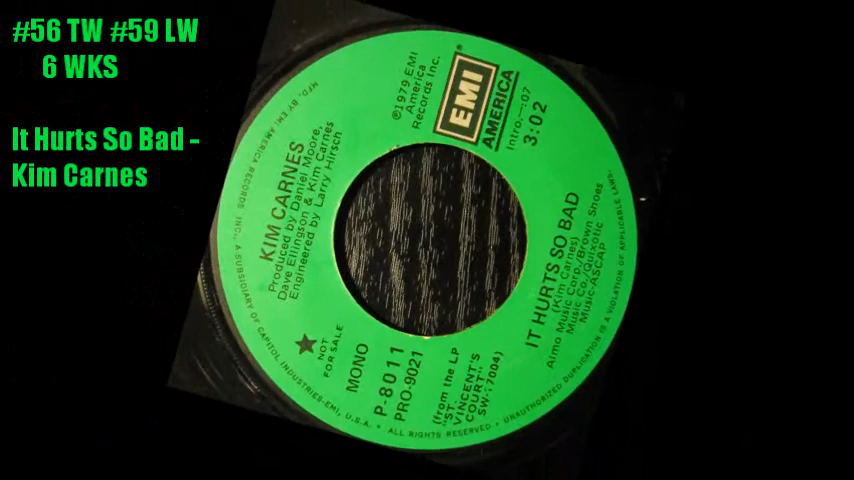 #56 TW #59 LW
6 WKS
It Hurts So Bad -
Kim Carnes
℗1979 EMI
America
Records Inc.
EMI
AMERICA
®
Intro.—:07
3:02
KIM CARNES
Produced by Daniel Moore,
Dave Ellingson & Kim Carnes
Engineered by Larry Hirsch
IT HURTS SO BAD
(Kim Carnes)
Almo Music Corp./Brown Shoes
Music Co./Quixotic
Music-ASCAP
★
NOT
FOR SALE
MONO
P-8011
PRO-9021
(from the LP
"ST.
VINCENT'S
COURT"
SW-17004)
MFD. BY EMI AMERICA RECORDS, INC., A SUBSIDIARY OF CAPITOL INDUSTRIES-EMI, U.S.A. • ALL RIGHTS RESERVED. • UNAUTHORIZED DUPLICATION IS A VIOLATION OF APPLICABLE LAWS.